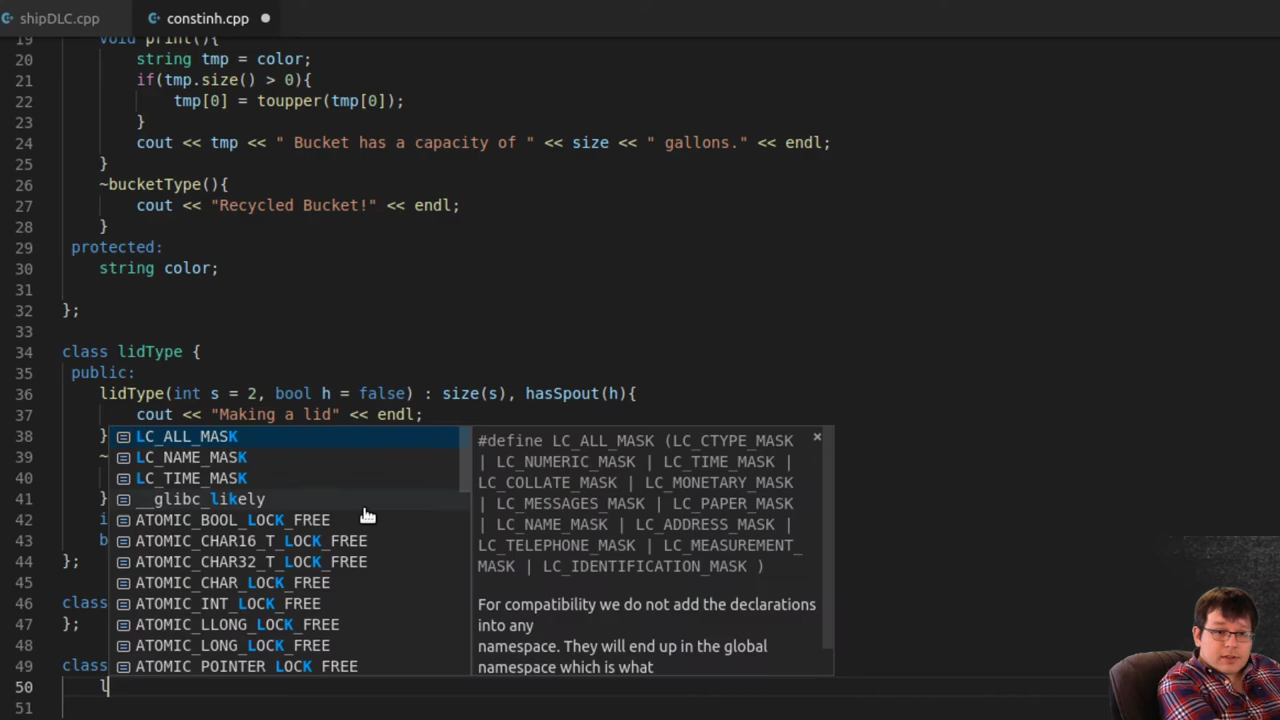 shipDLC.cpp
constinh.cpp
19 void print(){
20 string tmp = color;
21 if(tmp.size() > 0){
22 tmp[0] = toupper(tmp[0]);
23 }
24 cout << tmp << " Bucket has a capacity of " << size << " gallons." << endl;
25 }
26 ~bucketType(){
27 cout << "Recycled Bucket!" << endl;
28 }
29 protected:
30 string color;
31
32 };
33
34 class lidType {
35 public:
36 lidType(int s = 2, bool h = false) : size(s), hasSpout(h){
37 cout << "Making a lid" << endl;
38 }
39 ~
40
41 }
42 i
43 b
44 };
45
46 class
47 };
48
49 class
50 l
51
LC_ALL_MASK
LC_NAME_MASK
LC_TIME_MASK
__glibc_likely
ATOMIC_BOOL_LOCK_FREE
ATOMIC_CHAR16_T_LOCK_FREE
ATOMIC_CHAR32_T_LOCK_FREE
ATOMIC_CHAR_LOCK_FREE
ATOMIC_INT_LOCK_FREE
ATOMIC_LLONG_LOCK_FREE
ATOMIC_LONG_LOCK_FREE
ATOMIC_POINTER_LOCK_FREE
#define LC_ALL_MASK (LC_CTYPE_MASK
| LC_NUMERIC_MASK | LC_TIME_MASK |
LC_COLLATE_MASK | LC_MONETARY_MASK
| LC_MESSAGES_MASK | LC_PAPER_MASK
| LC_NAME_MASK | LC_ADDRESS_MASK |
LC_TELEPHONE_MASK | LC_MEASUREMENT_
MASK | LC_IDENTIFICATION_MASK )
For compatibility we do not add the declarations
into any
namespace. They will end up in the global
namespace which is what